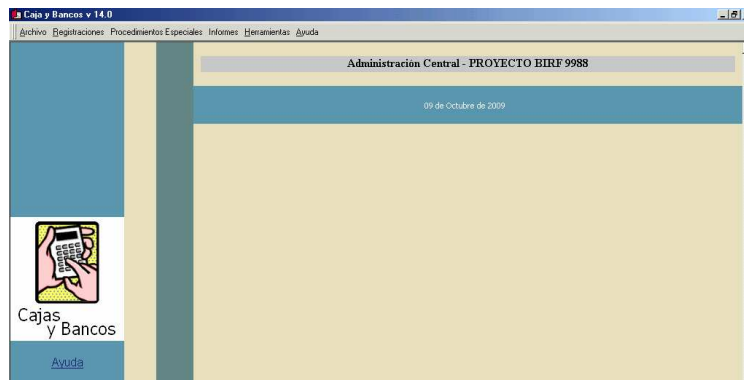 Caja y Bancos v 14.0
Archivo Registraciones Procedimientos Especiales Informes Herramientas Ayuda
Administración Central - PROYECTO BIRF 9988
09 de Octubre de 2009
Cajas
y Bancos
Ayuda